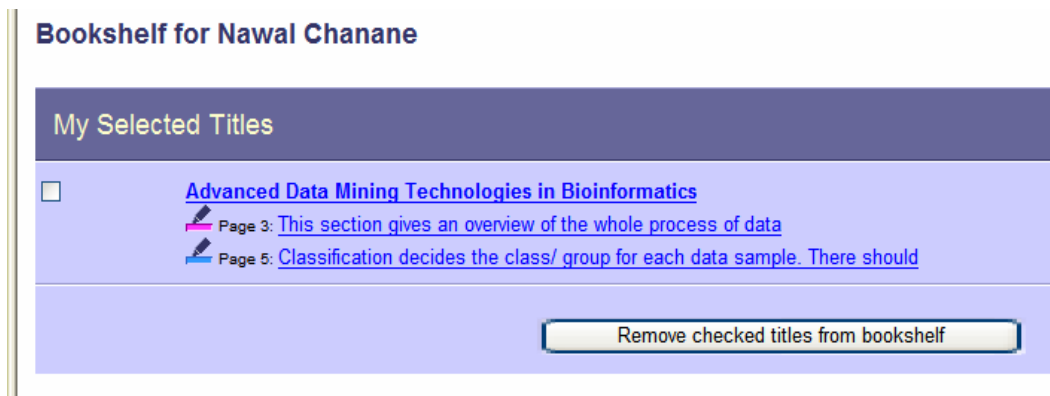 Bookshelf for Nawal Chanane
My Selected Titles
Advanced Data Mining Technologies in Bioinformatics
Page 3: This section gives an overview of the whole process of data
Page 5: Classification decides the class/ group for each data sample. There should
Remove checked titles from bookshelf